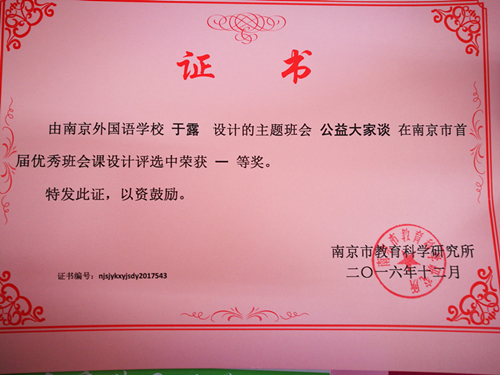 证书
由南京外国语学校 于露 设计的主题班会 公益大家谈 在南京市首
届优秀班会课设计评选中荣获 一 等奖。
特发此证，以资鼓励。
南京市教育科学研究所
证书编号：njsjykxyjsdy2017543
二〇一六年十二月